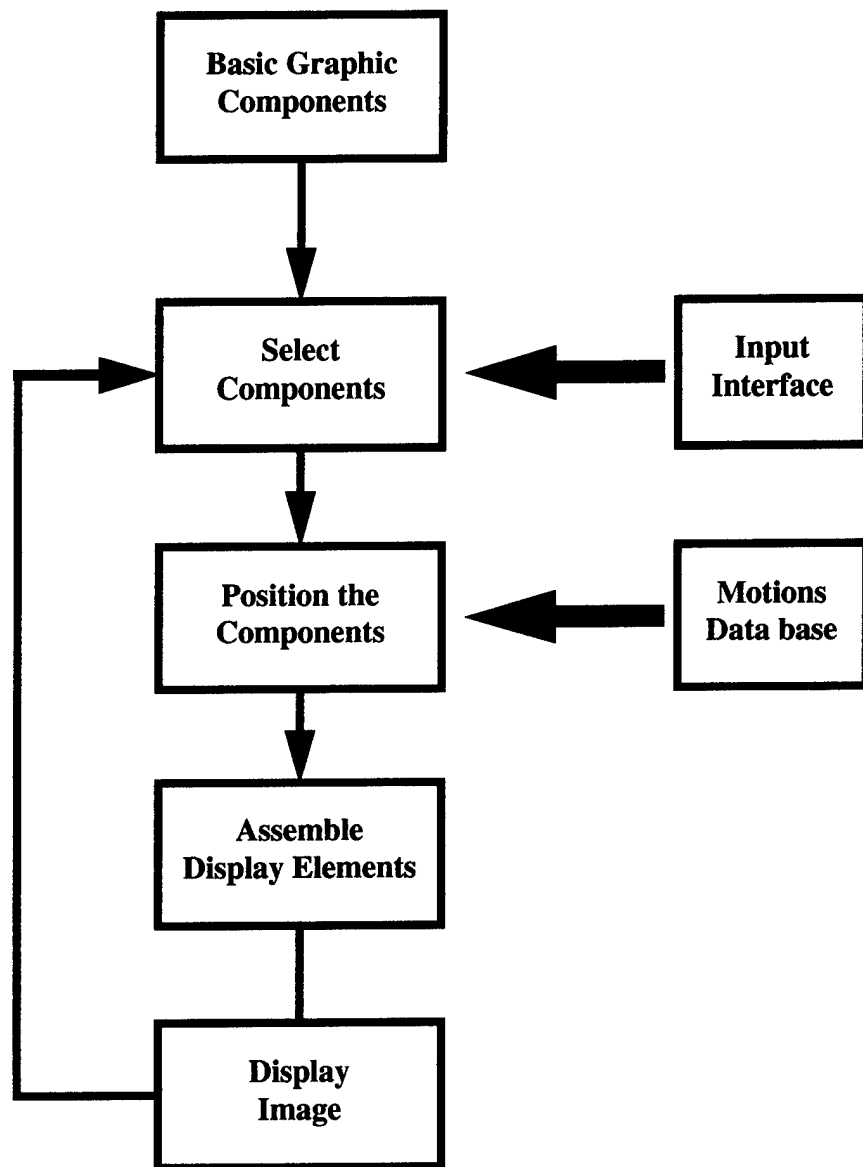 Basic Graphic
Components
Select
Components
Input
Interface
Position the
Components
Motions
Data base
Assemble
Display Elements
Display
Image